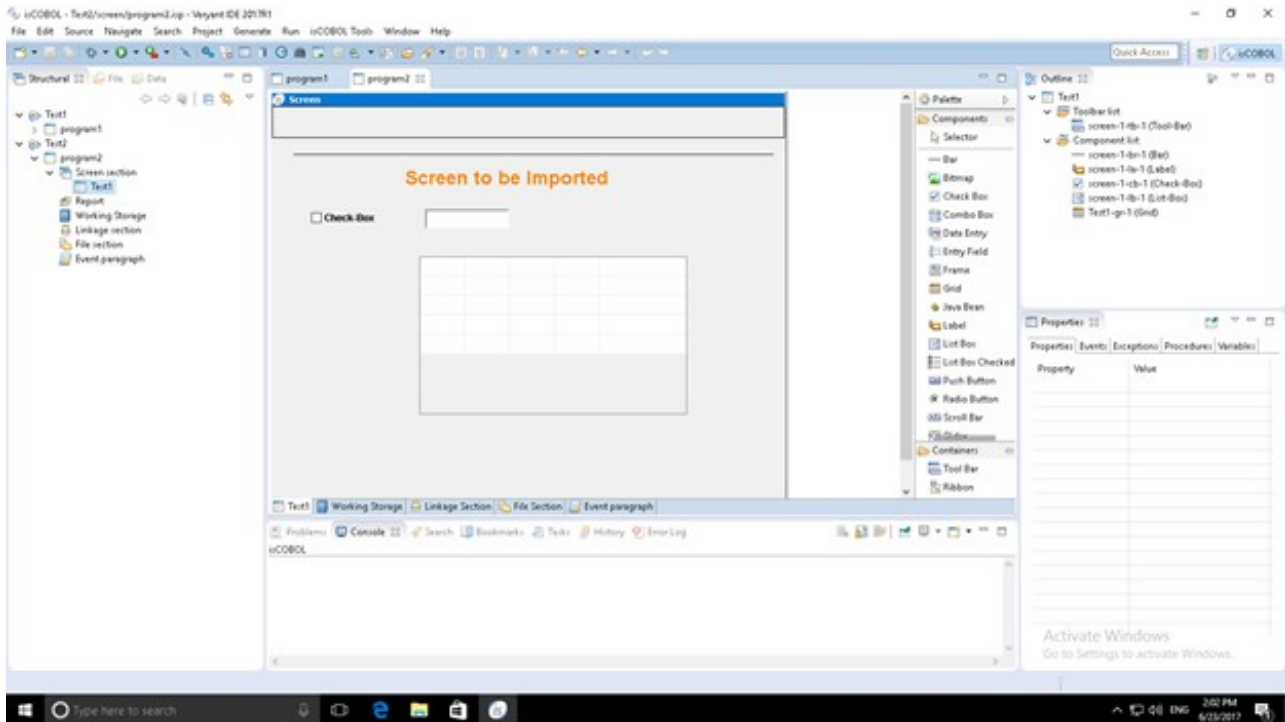 isCOBOL - Test2/screen/program2.isp - Veryant IDE 2017R1
File Edit Source Navigate Search Project Generate Run isCOBOL Tools Window Help
Quick Access isCOBOL
Structural File Data
Test1
program1
Test2
program2
Screen section
Test1
Report
Working Storage
Linkage section
File section
Event paragraph
program1 program2
Screen
Screen to be Imported
Check-Box
Palette
Components
Selector
Bar
Bitmap
Check Box
Combo Box
Date Entry
Entry Field
Frame
Grid
Java Bean
Label
List Box
List Box Checked
Push Button
Radio Button
Scroll Bar
Containers
Tool Bar
Ribbon
Test1 Working Storage Linkage Section File Section Event paragraph
Problems Console Search Bookmarks Tasks History Error Log
isCOBOL
Outline
Test1
Toolbar list
screen-1-tb-1 (Tool-Bar)
Component list
screen-1-br-1 (Bar)
screen-1-la-1 (Label)
screen-1-cb-1 (Check-Box)
screen-1-lb-1 (List-Box)
Test1-gr-1 (Grid)
Properties
Properties Events Exceptions Procedures Variables
Property Value
Activate Windows
Go to Settings to activate Windows.
Type here to search
ENG 2:02 PM
6/23/2017